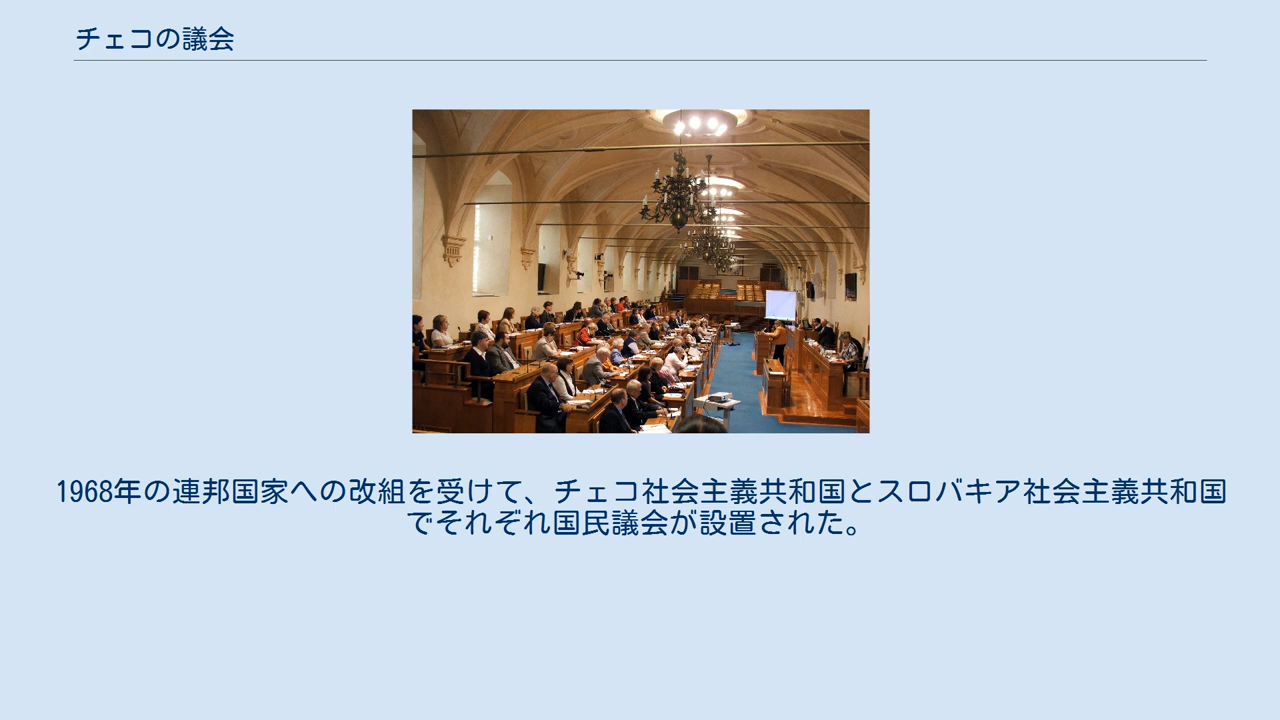 チェコの議会
1968年の連邦国家への改組を受けて、チェコ社会主義共和国とスロバキア社会主義共和国
でそれぞれ国民議会が設置された。